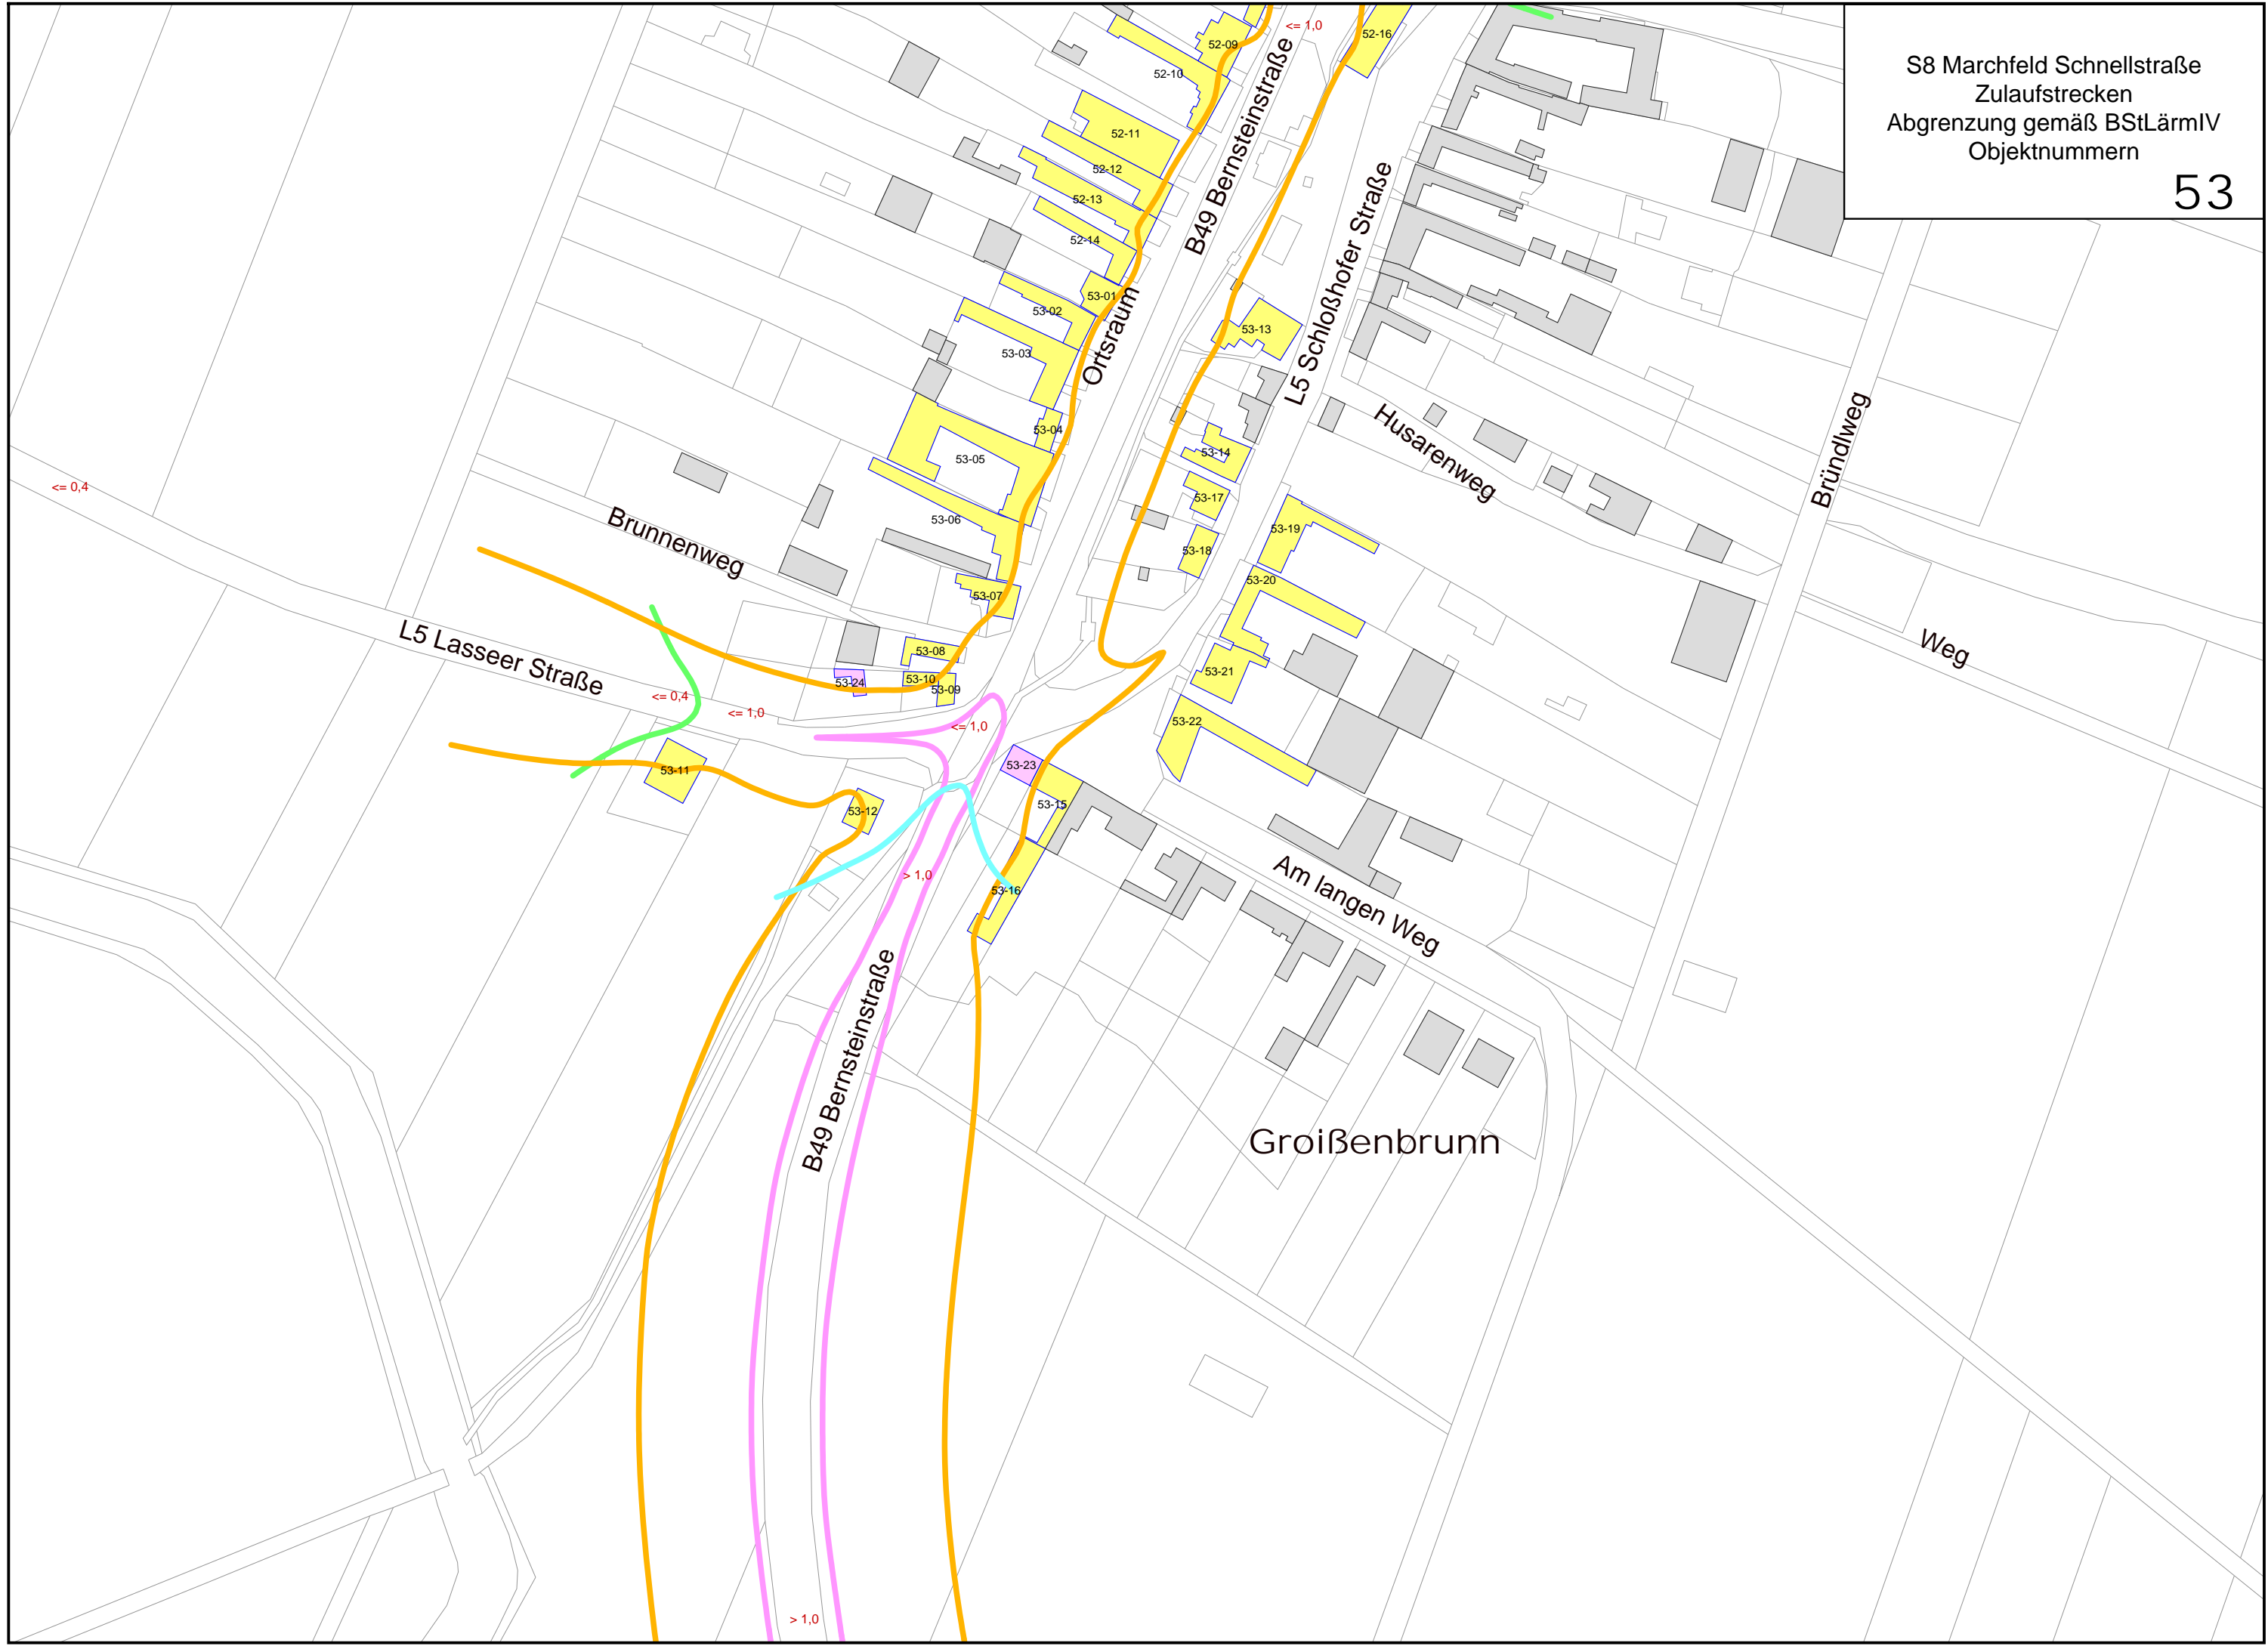 S8 Marchfeld Schnellstraße
Zulaufstrecken
Abgrenzung gemäß BStLärmIV
Objektnummern
53
<= 1,0
52-09
52-16
52-10
B49 Bernsteinstraße
52-11
52-12
52-13
52-14
L5 Schloßhofer Straße
53-01
53-02
Ortsraum
53-13
53-03
53-04
53-05
53-14
Husarenweg
Bründlweg
<= 0,4
53-17
53-06
Brunnenweg
53-19
53-18
53-20
53-07
L5 Lasseer Straße
53-08
Weg
53-21
53-24
53-10
53-09
<= 0,4
<= 1,0
<= 1,0
53-22
53-23
53-11
53-15
53-12
> 1,0
53-16
Am langen Weg
B49 Bernsteinstraße
Groißenbrunn
> 1,0